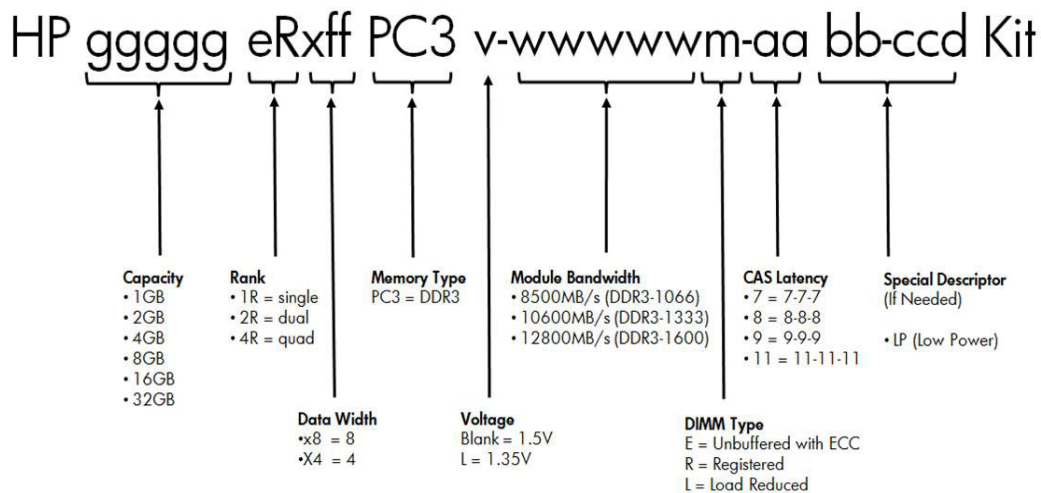 HP ggggg eRxff PC3 v-wwwwwm-aa bb-ccd Kit
Capacity
• 1GB
• 2GB
• 4GB
• 8GB
• 16GB
• 32GB
Rank
• 1R = single
• 2R = dual
• 4R = quad
Memory Type
PC3 = DDR3
Module Bandwidth
• 8500MB/s (DDR3-1066)
• 10600MB/s (DDR3-1333)
• 12800MB/s (DDR3-1600)
CAS Latency
• 7 = 7-7-7
• 8 = 8-8-8
• 9 = 9-9-9
• 11 = 11-11-11
Special Descriptor
(If Needed)
• LP (Low Power)
Data Width
•x8 = 8
•X4 = 4
Voltage
Blank = 1.5V
L = 1.35V
DIMM Type
E = Unbuffered with ECC
R = Registered
L = Load Reduced